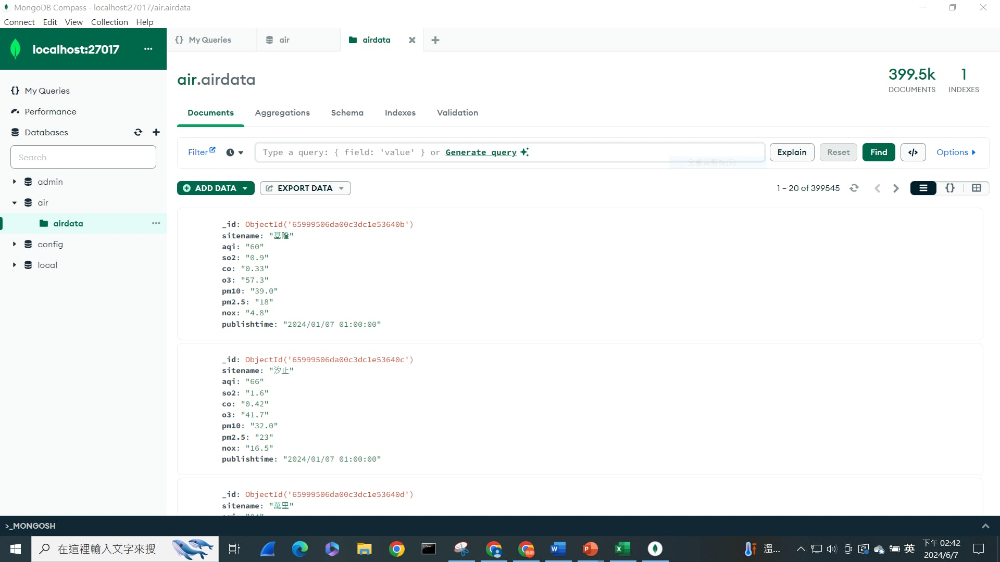 MongoDB Compass - localhost:27017/air.airdata
Connect Edit View Collection Help
localhost:27017 ...
{} My Queries
air
airdata
My Queries
Performance
Databases
Search
admin
air
airdata
config
local
air.airdata
399.5k
DOCUMENTS
1
INDEXES
Documents Aggregations Schema Indexes Validation
Filter
Type a query: { field: 'value' } or Generate query
Explain Reset Find </> Options
全螢幕剪取(S)
ADD DATA EXPORT DATA
1 – 20 of 399545
{}
_id: ObjectId('65999506da00c3dc1e53640b')
sitename: "基隆"
aqi: "60"
so2: "0.9"
co: "0.33"
o3: "57.3"
pm10: "39.0"
pm2.5: "18"
nox: "4.8"
publishtime: "2024/01/07 01:00:00"
_id: ObjectId('65999506da00c3dc1e53640c')
sitename: "汐止"
aqi: "66"
so2: "1.6"
co: "0.42"
o3: "41.7"
pm10: "32.0"
pm2.5: "23"
nox: "16.5"
publishtime: "2024/01/07 01:00:00"
_id: ObjectId('65999506da00c3dc1e53640d')
sitename: "萬里"
>_MONGOSH
在這裡輸入文字來搜
溫...
英
下午 02:42
2024/6/7